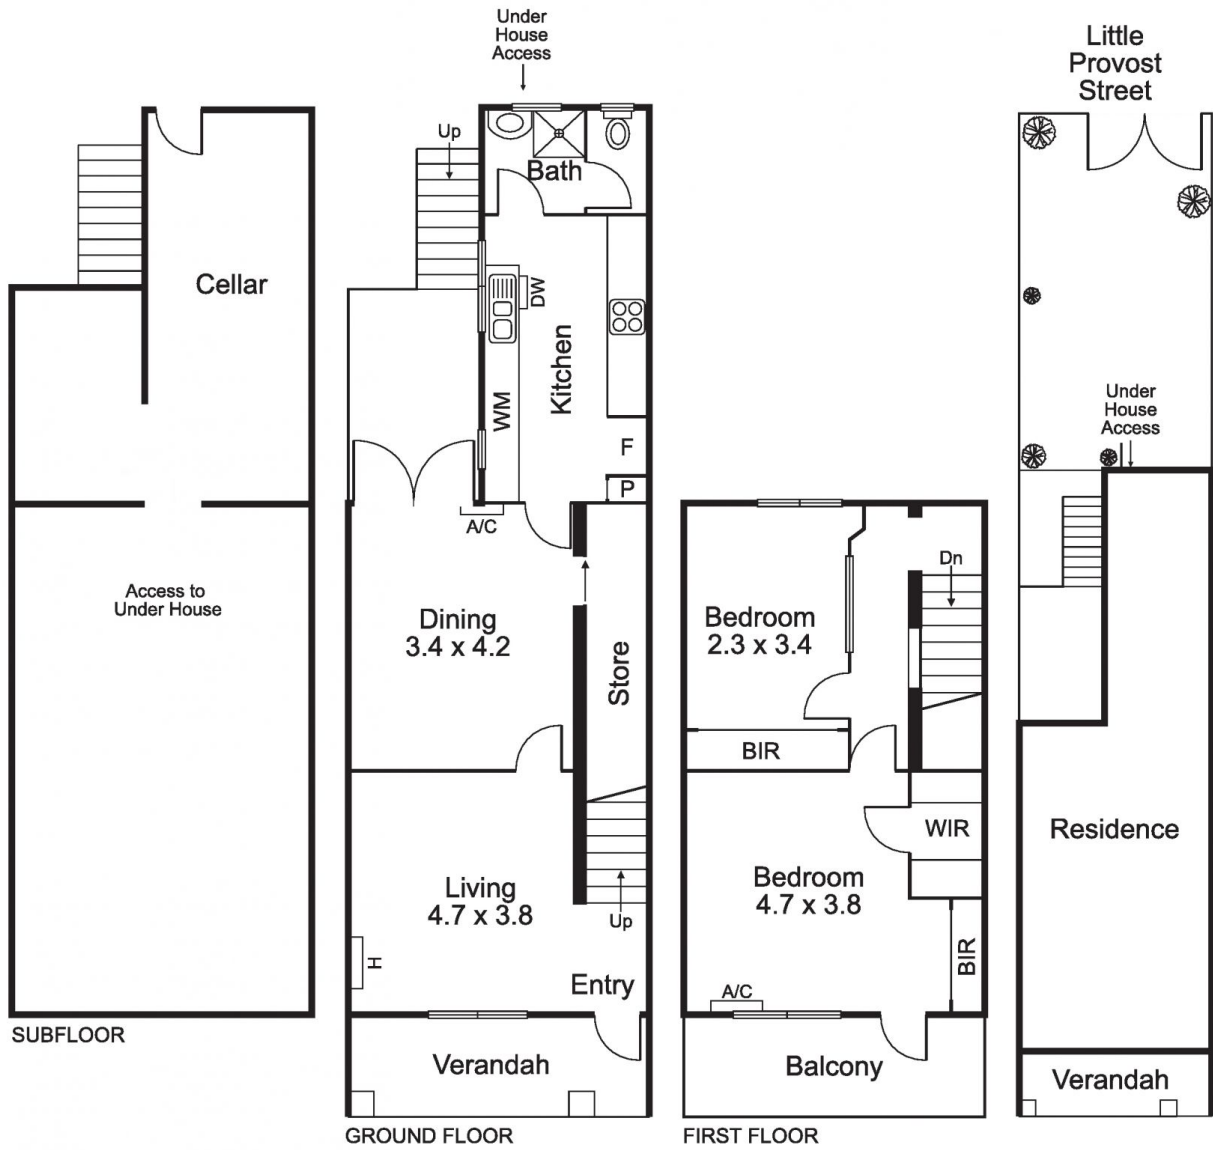 Cellar
Access to
Under House
SUBFLOOR
Under
House
Access
Up
Bath
DW
Kitchen
WM
F
P
A/C
Dining
3.4 x 4.2
Store
Living
4.7 x 3.8
Up
H
Entry
Verandah
GROUND FLOOR
Dn
Bedroom
2.3 x 3.4
BIR
WIR
Bedroom
4.7 x 3.8
BIR
A/C
Balcony
FIRST FLOOR
Little
Provost
Street
Under
House
Access
Residence
Verandah